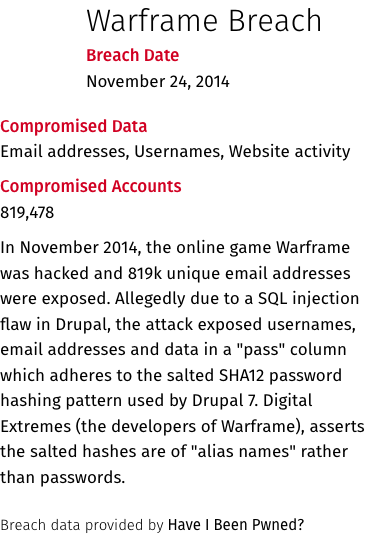 Warframe Breach
Breach Date
November 24, 2014
Compromised Data
Email addresses, Usernames, Website activity
Compromised Accounts
819,478
In November 2014, the online game Warframe
was hacked and 819k unique email addresses
were exposed. Allegedly due to a SQL injection
flaw in Drupal, the attack exposed usernames,
email addresses and data in a "pass" column
which adheres to the salted SHA12 password
hashing pattern used by Drupal 7. Digital
Extremes (the developers of Warframe), asserts
the salted hashes are of "alias names" rather
than passwords.
Breach data provided by Have I Been Pwned?